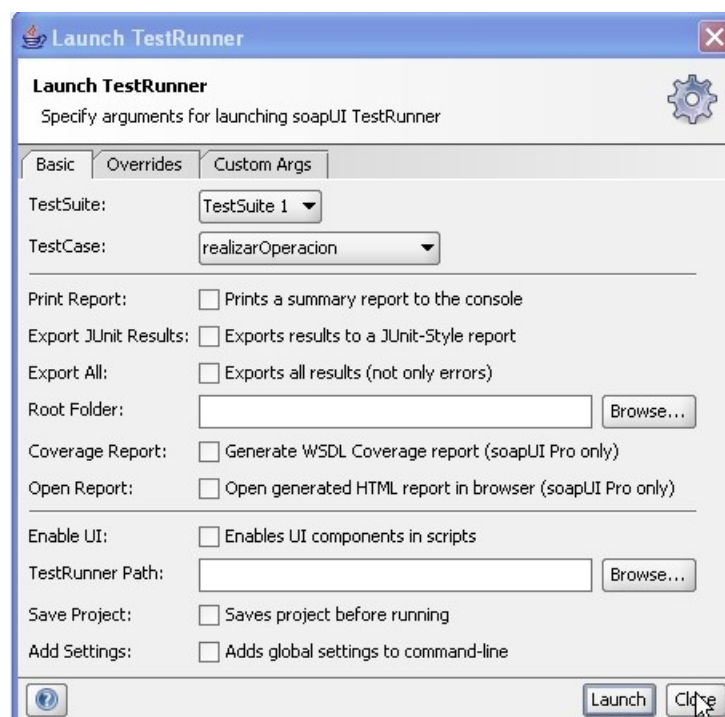 Launch TestRunner
Launch TestRunner
Specify arguments for launching soapUI TestRunner
Basic Overrides Custom Args
TestSuite: TestSuite 1
TestCase: realizarOperacion
Print Report: Prints a summary report to the console
Export JUnit Results: Exports results to a JUnit-Style report
Export All: Exports all results (not only errors)
Root Folder: Browse...
Coverage Report: Generate WSDL Coverage report (soapUI Pro only)
Open Report: Open generated HTML report in browser (soapUI Pro only)
Enable UI: Enables UI components in scripts
TestRunner Path: Browse...
Save Project: Saves project before running
Add Settings: Adds global settings to command-line
? Launch Close